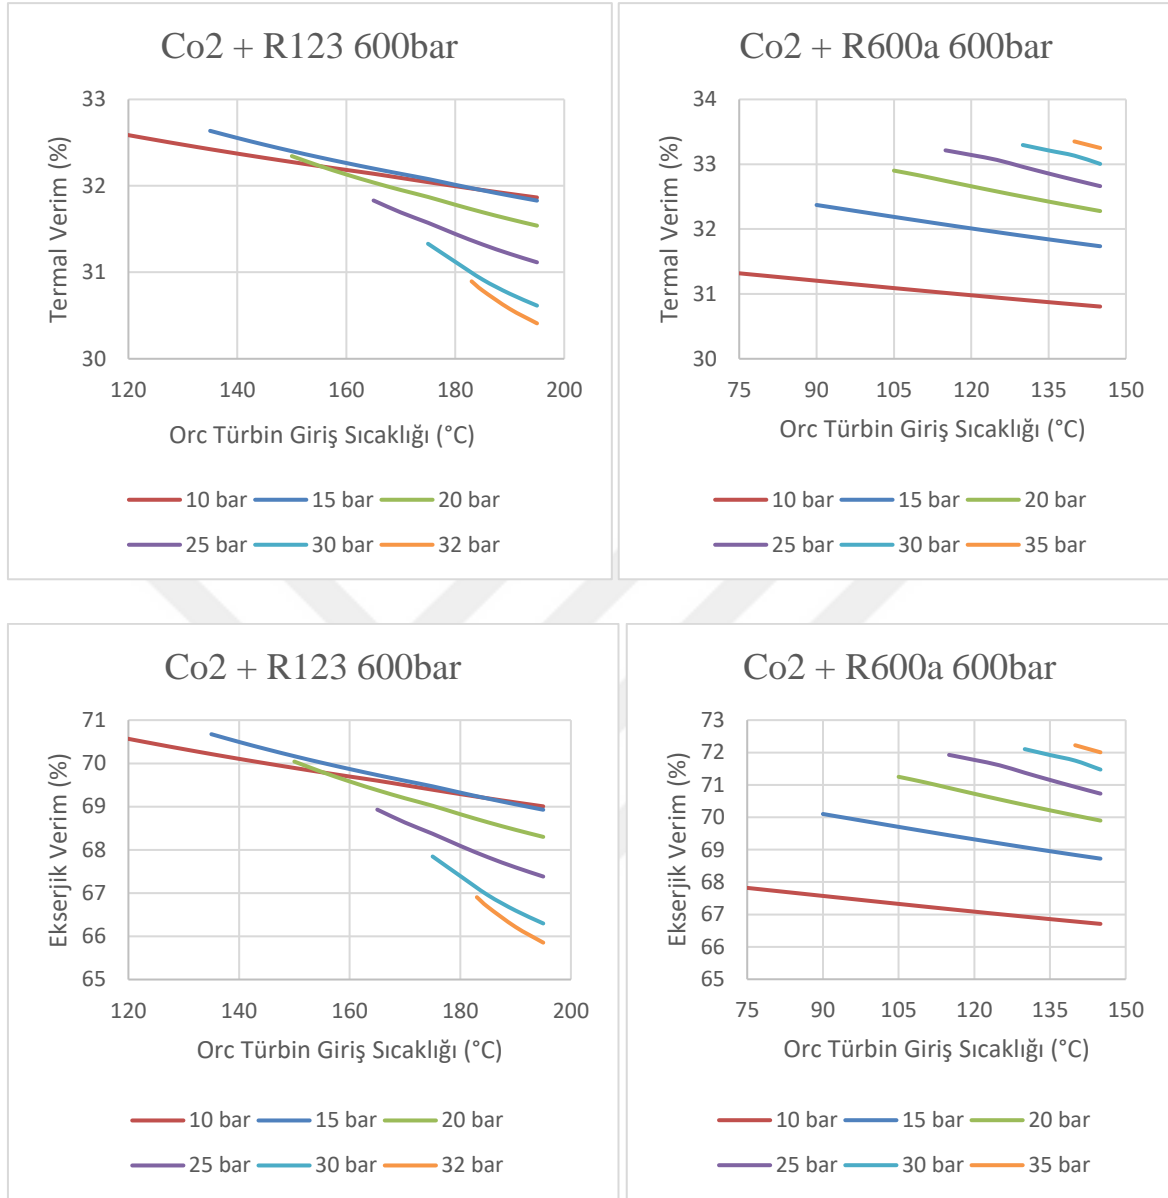 Co2 + R123 600bar
Termal Verim (%)
33
32
31
30
120 140 160 180 200
Orc Türbin Giriş Sıcaklığı (°C)
10 bar 15 bar 20 bar
25 bar 30 bar 32 bar
Co2 + R600a 600bar
Termal Verim (%)
34
33
32
31
30
75 90 105 120 135 150
Orc Türbin Giriş Sıcaklığı (°C)
10 bar 15 bar 20 bar
25 bar 30 bar 35 bar
Co2 + R123 600bar
Ekserjik Verim (%)
71
70
69
68
67
66
65
120 140 160 180 200
Orc Türbin Giriş Sıcaklığı (°C)
10 bar 15 bar 20 bar
25 bar 30 bar 32 bar
Co2 + R600a 600bar
Ekserjik Verim (%)
73
72
71
70
69
68
67
66
65
75 90 105 120 135 150
Orc Türbin Giriş Sıcaklığı (°C)
10 bar 15 bar 20 bar
25 bar 30 bar 35 bar